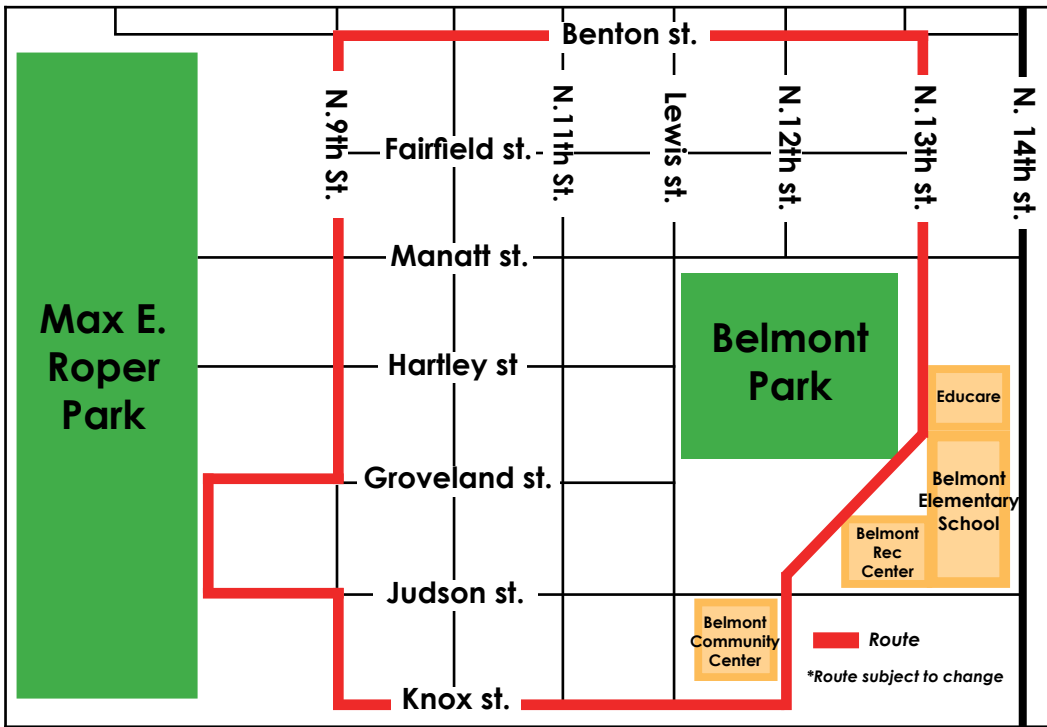 Benton st.
N.9th St.
N.11th St.
Lewis st.
N.12th st.
N.13th st.
N. 14th st.
Fairfield st.
Manatt st.
Max E.
Roper
Park
Hartley st
Belmont
Park
Educare
Groveland st.
Belmont
Elementary
School
Belmont
Rec
Center
Judson st.
Belmont
Community
Center
Route
*Route subject to change
Knox st.